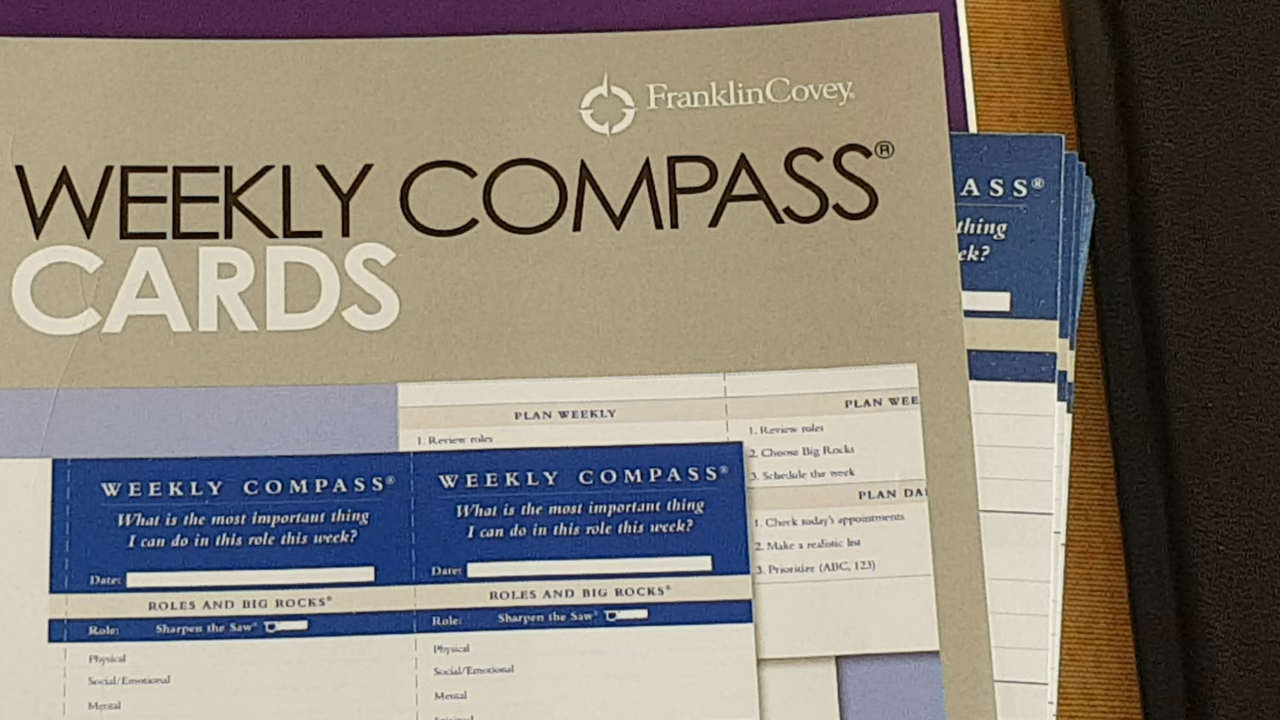 FranklinCovey
WEEKLY COMPASS®
CARDS
ASS®
thing
ek?
PLAN WEEKLY
1. Review roles
PLAN WEE
1. Review roles
2. Choose Big Rocks
3. Schedule the week
PLAN DA
1. Check today's appointments
2. Make a realistic list
3. Prioritize (ABC, 123)
WEEKLY COMPASS®
What is the most important thing
I can do in this role this week?
Date:
ROLES AND BIG ROCKS®
Role: Sharpen the Saw®
Physical
Social/Emotional
Mental
WEEKLY COMPASS®
What is the most important thing
I can do in this role this week?
Date:
ROLES AND BIG ROCKS®
Role: Sharpen the Saw®
Physical
Social/Emotional
Mental